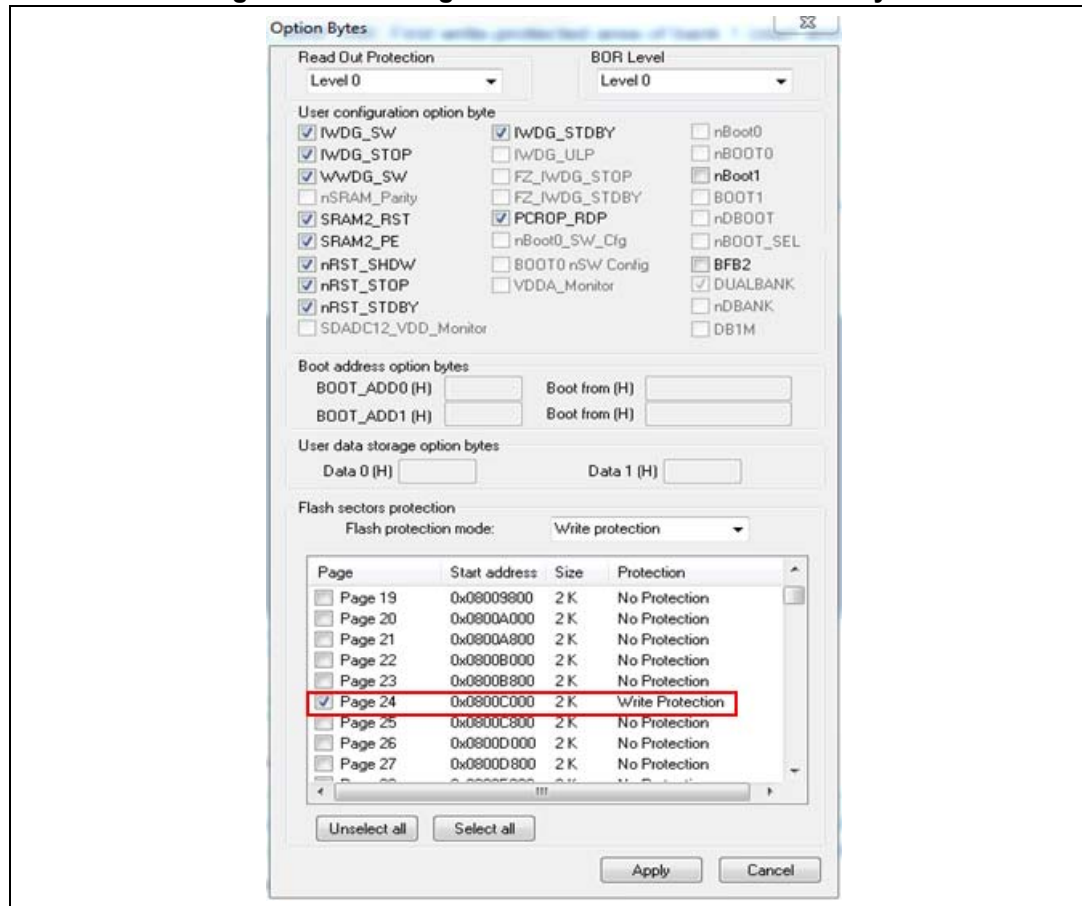 Option Bytes
Read Out Protection BOR Level
Level 0 Level 0
User configuration option byte
IWDG_SW IWDG_STDBY nBoot0
IWDG_STOP IWDG_ULP nBOOT0
WWDG_SW FZ_IWDG_STOP nBoot1
nSRAM_Parity FZ_IWDG_STDBY BOOT1
SRAM2_RST PCROP_RDP nDBOOT
SRAM2_PE nBoot0_SW_Cfg nBOOT_SEL
nRST_SHDW BOOT0 nSW Config BFB2
nRST_STOP VDDA_Monitor DUALBANK
nRST_STDBY nDBANK
SDADC12_VDD_Monitor DB1M
Boot address option bytes
BOOT_ADD0 (H) Boot from (H)
BOOT_ADD1 (H) Boot from (H)
User data storage option bytes
Data 0 (H) Data 1 (H)
Flash sectors protection
Flash protection mode: Write protection
Page Start address Size Protection
Page 19 0x08009800 2 K No Protection
Page 20 0x0800A000 2 K No Protection
Page 21 0x0800A800 2 K No Protection
Page 22 0x0800B000 2 K No Protection
Page 23 0x0800B800 2 K No Protection
Page 24 0x0800C000 2 K Write Protection
Page 25 0x0800C800 2 K No Protection
Page 26 0x0800D000 2 K No Protection
Page 27 0x0800D800 2 K No Protection
Unselect all Select all
Apply Cancel